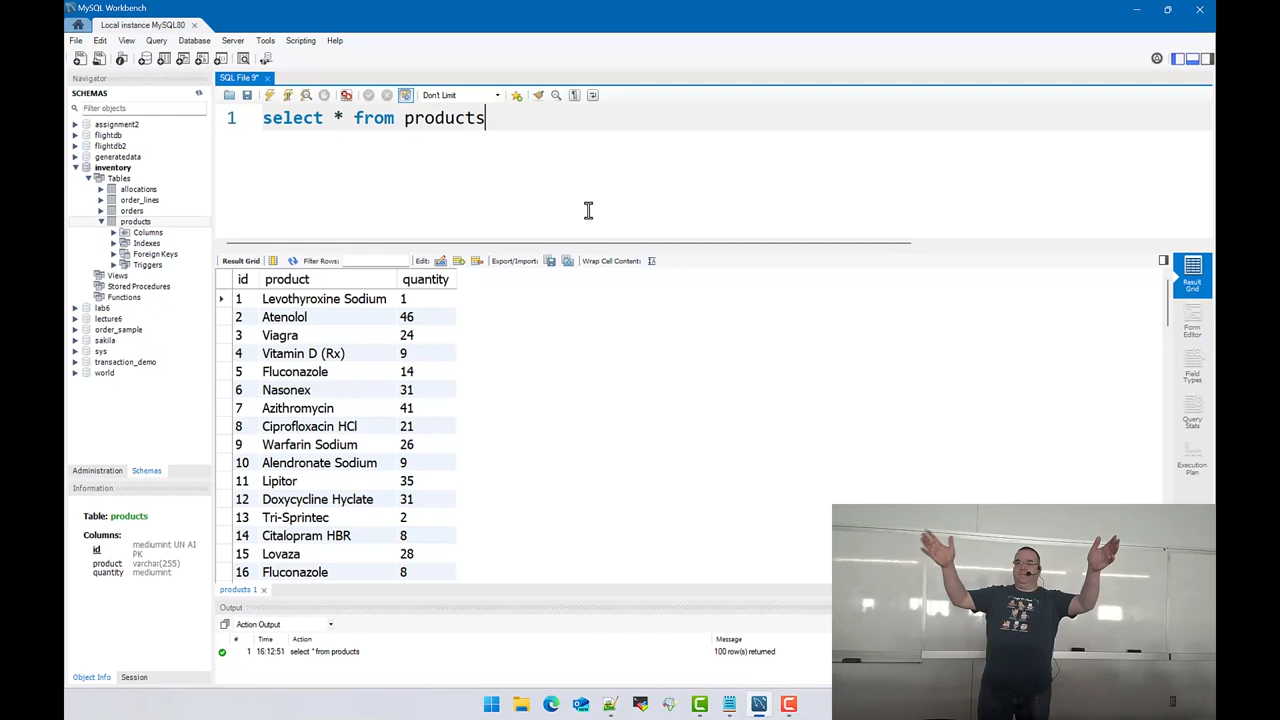 MySQL Workbench
Local instance MySQL80
File Edit View Query Database Server Tools Scripting Help
Navigator
SCHEMAS
Filter objects
assignment2
flightdb
flightdb2
generatedata
inventory
Tables
allocations
order_lines
orders
products
Columns
Indexes
Foreign Keys
Triggers
Views
Stored Procedures
Functions
lab6
lecture6
order_sample
sakila
sys
transaction_demo
world
Administration Schemas
Information
Table: products
Columns:
id mediumint UN AI PK
product varchar(255)
quantity mediumint
Object Info Session
SQL File 9*
Don't Limit
1 select * from products
Result Grid Filter Rows: Edit: Export/Import: Wrap Cell Content:
id product quantity
1 Levothyroxine Sodium 1
2 Atenolol 46
3 Viagra 24
4 Vitamin D (Rx) 9
5 Fluconazole 14
6 Nasonex 31
7 Azithromycin 41
8 Ciprofloxacin HCl 21
9 Warfarin Sodium 26
10 Alendronate Sodium 9
11 Lipitor 35
12 Doxycycline Hyclate 31
13 Tri-Sprintec 2
14 Citalopram HBR 8
15 Lovaza 28
16 Fluconazole 8
Result Grid
Form Editor
Field Types
Query Stats
Execution Plan
products 1
Output
Action Output
# Time Action Message
1 16:12:51 select * from products 100 row(s) returned